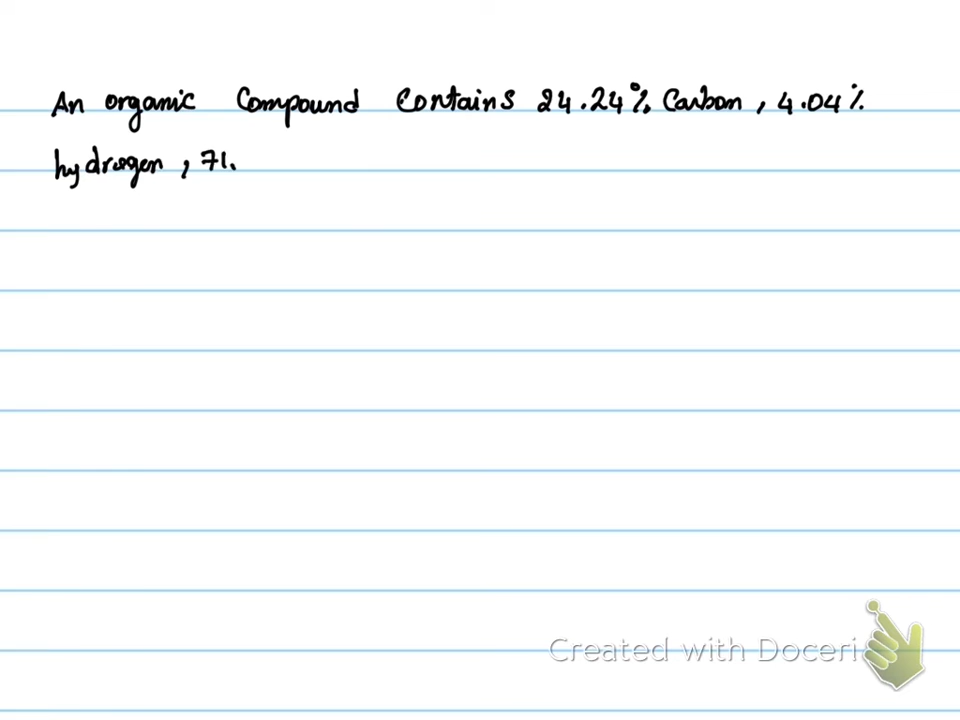 An organic Compound Contains 24.24% Carbon, 4.04%
hydrogen, 71.
Created with Doceri